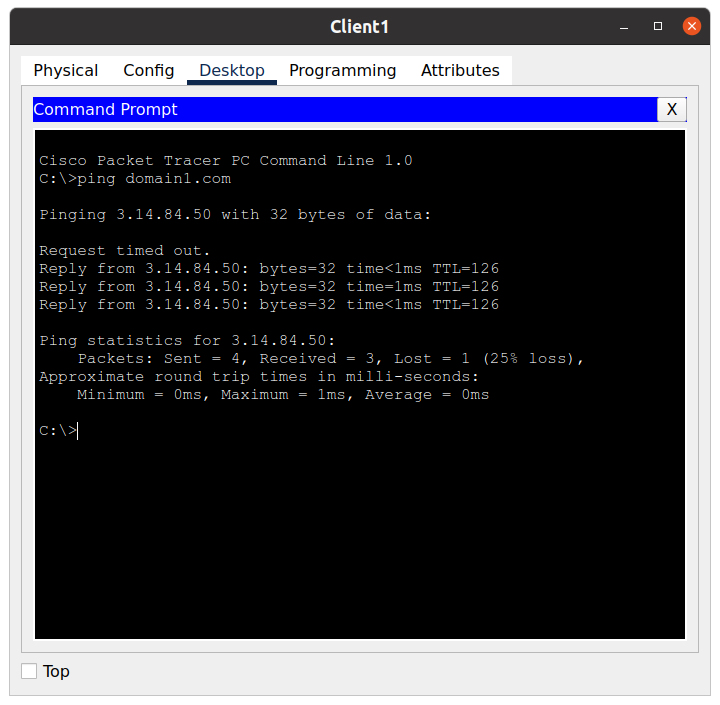 Client1
Physical Config Desktop Programming Attributes
Command Prompt X
Cisco Packet Tracer PC Command Line 1.0
C:\>ping domain1.com
Pinging 3.14.84.50 with 32 bytes of data:
Request timed out.
Reply from 3.14.84.50: bytes=32 time<1ms TTL=126
Reply from 3.14.84.50: bytes=32 time=1ms TTL=126
Reply from 3.14.84.50: bytes=32 time<1ms TTL=126
Ping statistics for 3.14.84.50:
    Packets: Sent = 4, Received = 3, Lost = 1 (25% loss),
Approximate round trip times in milli-seconds:
    Minimum = 0ms, Maximum = 1ms, Average = 0ms
C:\>
Top